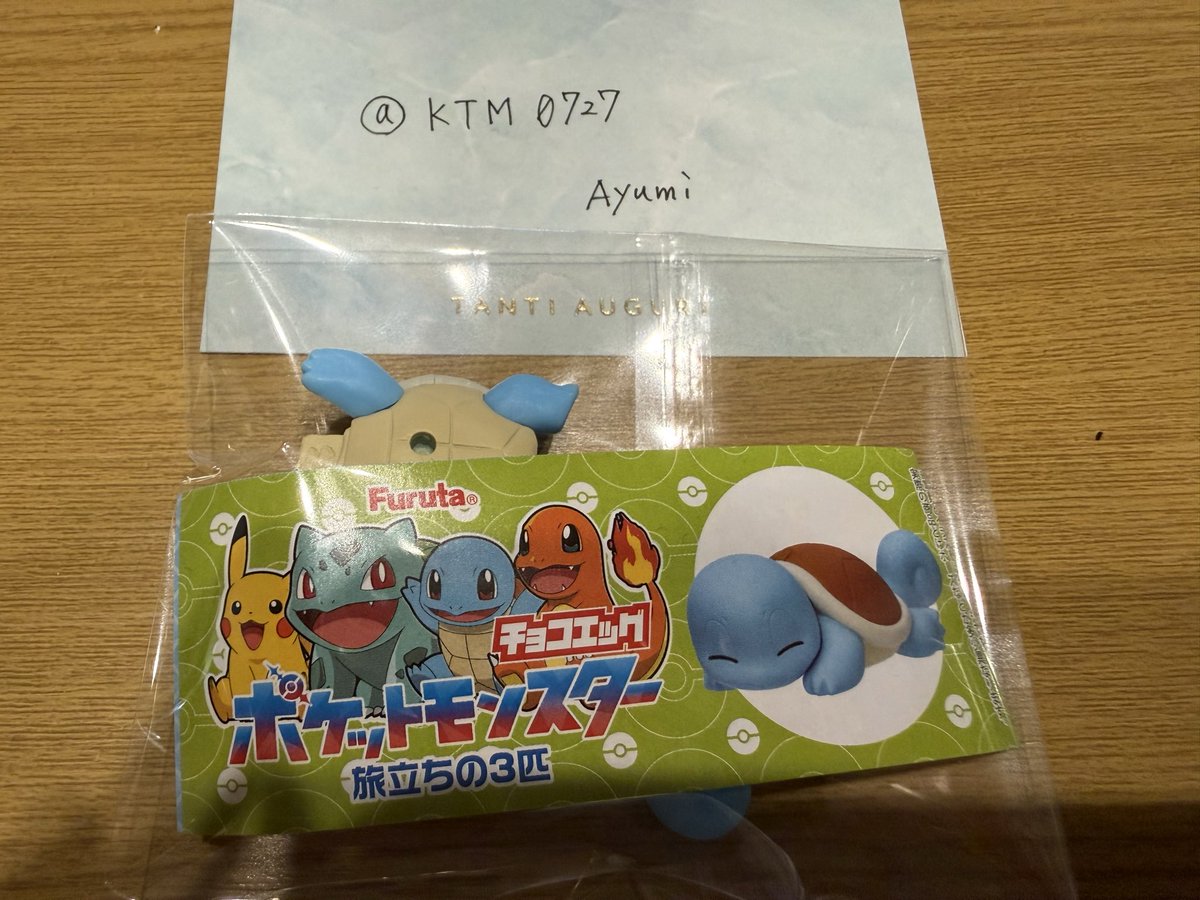 @ KTM 0727
Ayumi
TANTI AUGURI
Furuta®
チョコエッグ
ポケットモンスター
旅立ちの3匹